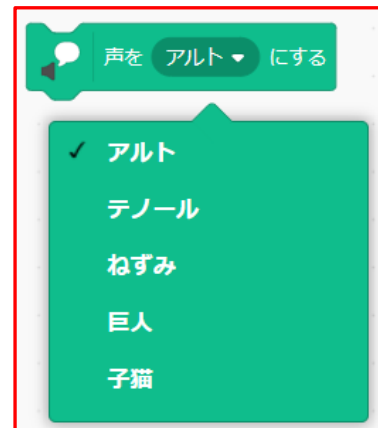 声を アルト にする
アルト
テノール
ねずみ
巨人
子猫